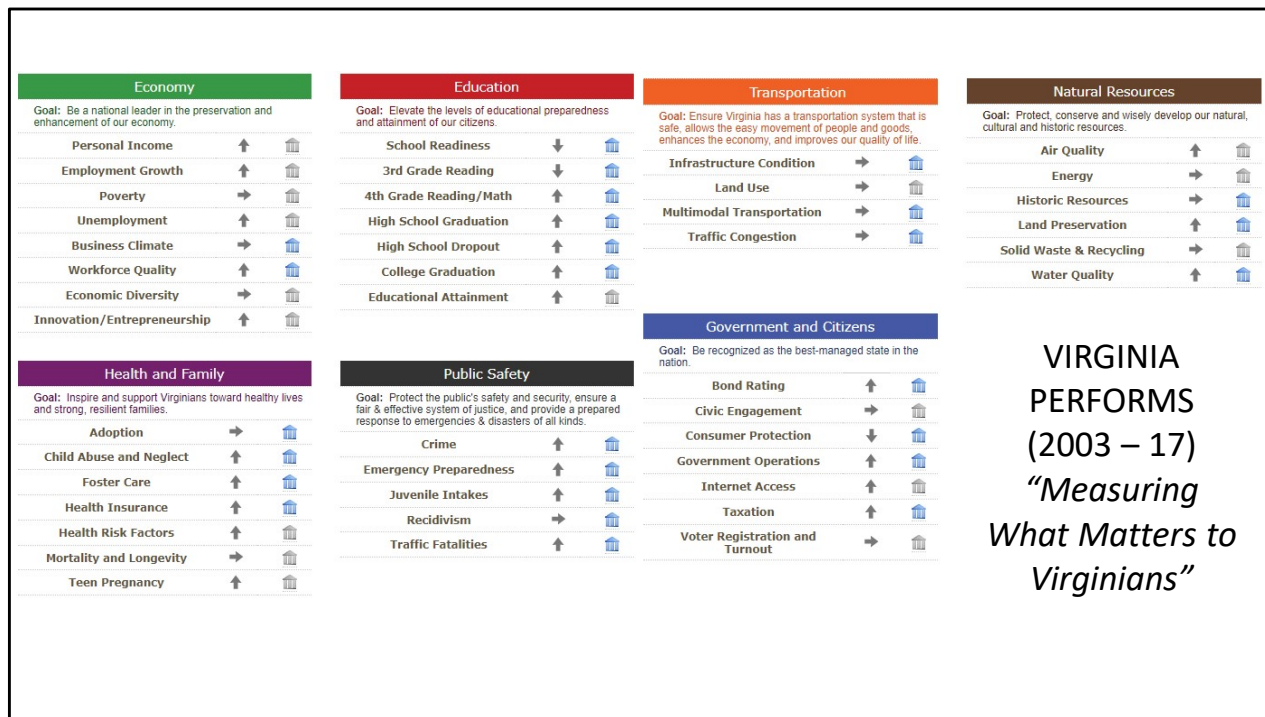 Economy
Goal: Be a national leader in the preservation and
enhancement of our economy.
Personal Income
Employment Growth
Poverty
Unemployment
Business Climate
Workforce Quality
Economic Diversity
Innovation/Entrepreneurship
Health and Family
Goal: Inspire and support Virginians toward healthy lives
and strong, resilient families.
Adoption
Child Abuse and Neglect
Foster Care
Health Insurance
Health Risk Factors
Mortality and Longevity
Teen Pregnancy
Education
Goal: Elevate the levels of educational preparedness
and attainment of our citizens.
School Readiness
3rd Grade Reading
4th Grade Reading/Math
High School Graduation
High School Dropout
College Graduation
Educational Attainment
Public Safety
Goal: Protect the public's safety and security, ensure a
fair & effective system of justice, and provide a prepared
response to emergencies & disasters of all kinds.
Crime
Emergency Preparedness
Juvenile Intakes
Recidivism
Traffic Fatalities
Transportation
Goal: Ensure Virginia has a transportation system that is
safe, allows the easy movement of people and goods,
enhances the economy, and improves our quality of life.
Infrastructure Condition
Land Use
Multimodal Transportation
Traffic Congestion
Government and Citizens
Goal: Be recognized as the best-managed state in the
nation.
Bond Rating
Civic Engagement
Consumer Protection
Government Operations
Internet Access
Taxation
Voter Registration and
Turnout
Natural Resources
Goal: Protect, conserve and wisely develop our natural,
cultural and historic resources.
Air Quality
Energy
Historic Resources
Land Preservation
Solid Waste & Recycling
Water Quality
VIRGINIA
PERFORMS
(2003 – 17)
“Measuring
What Matters to
Virginians”